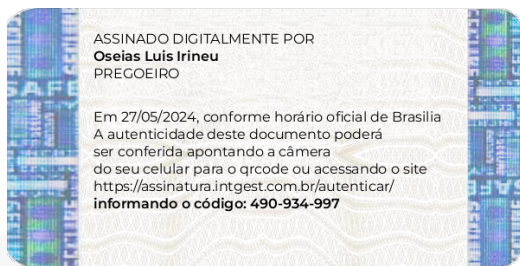 ASSINADO DIGITALMENTE POR
Oseias Luis Irineu
PREGOEIRO
Em 27/05/2024, conforme horário oficial de Brasilia
A autenticidade deste documento poderá
ser conferida apontando a câmera
do seu celular para o qrcode ou acessando o site
https://assinatura.intgest.com.br/autenticar/
informando o código: 490-934-997